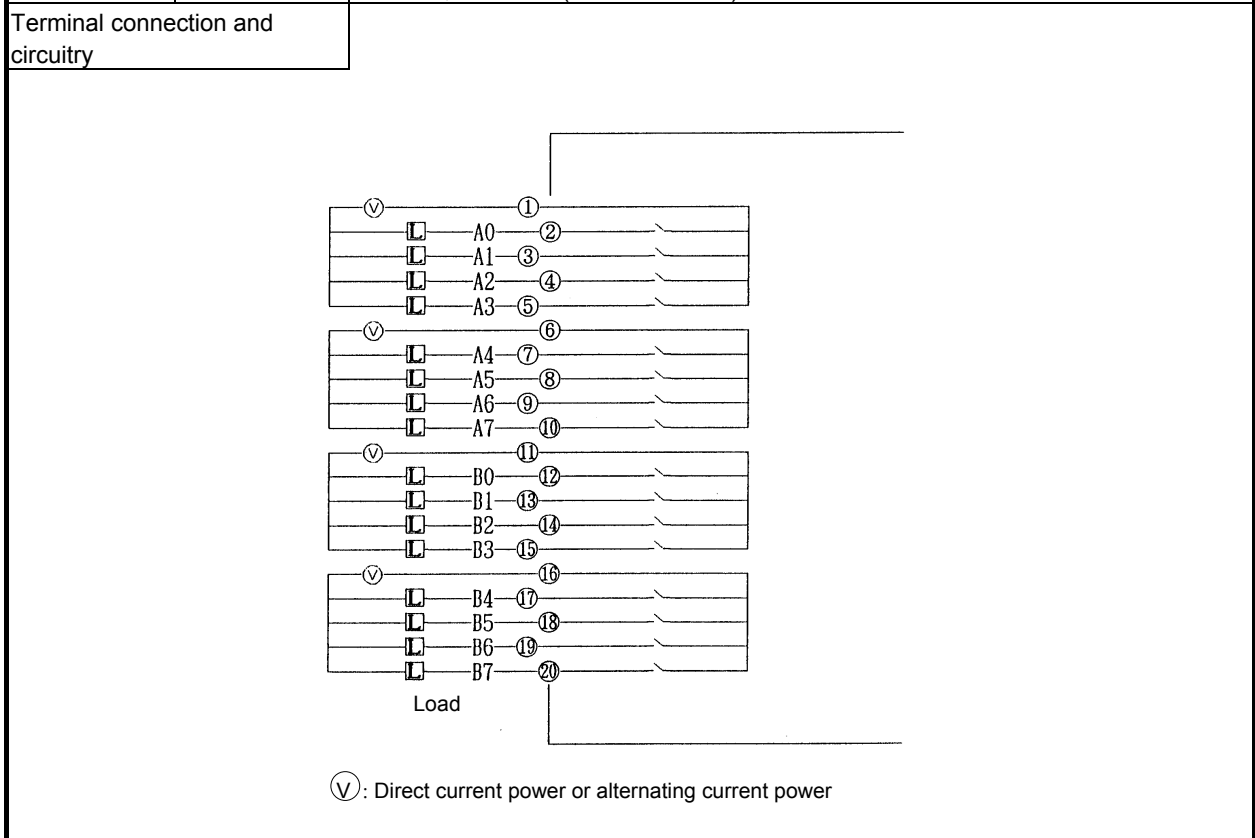 Terminal connection and
circuitry
V ①
L A0 ②
L A1 ③
L A2 ④
L A3 ⑤
V ⑥
L A4 ⑦
L A5 ⑧
L A6 ⑨
L A7 ⑩
V ⑪
L B0 ⑫
L B1 ⑬
L B2 ⑭
L B3 ⑮
V ⑯
L B4 ⑰
L B5 ⑱
L B6 ⑲
L B7 ⑳
Load
V : Direct current power or alternating current power